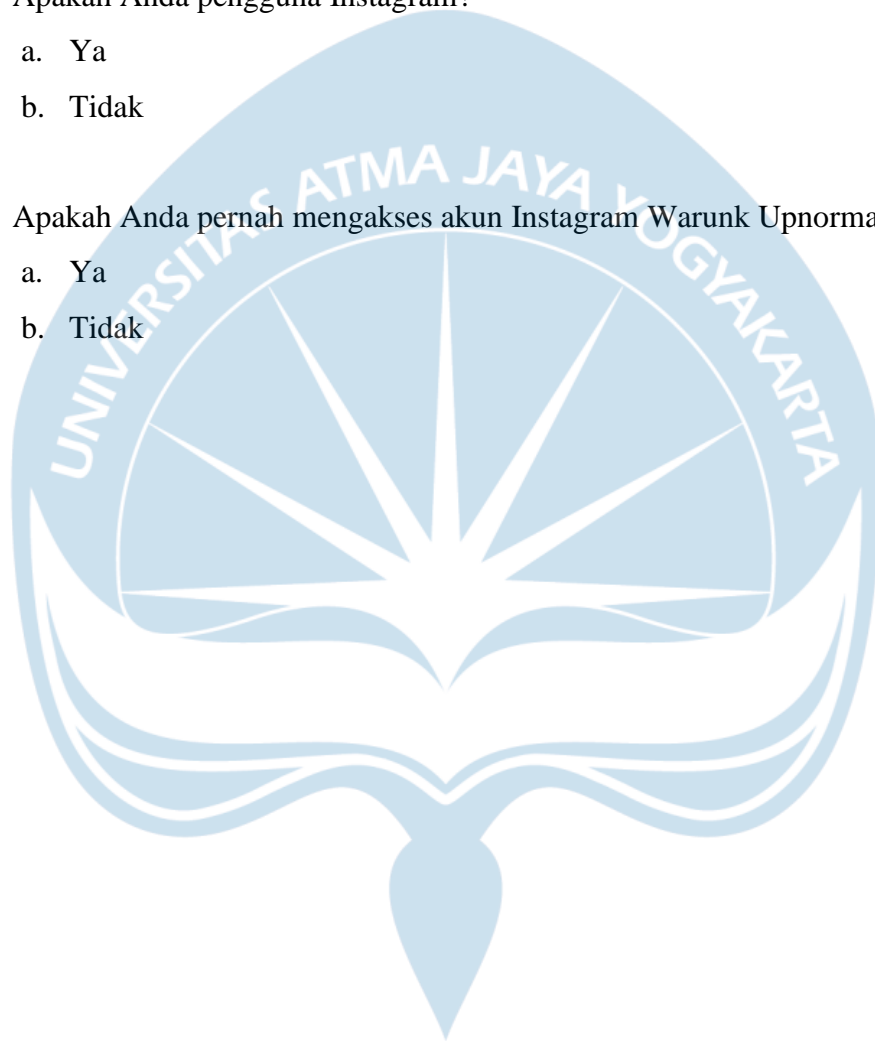 Apakah Anda pengguna Instagram?
a. Ya
b. Tidak
UNIVERSITAS ATMA JAYA YOGYAKARTA
Apakah Anda pernah mengakses akun Instagram Warunk Upnorma
a. Ya
b. Tidak